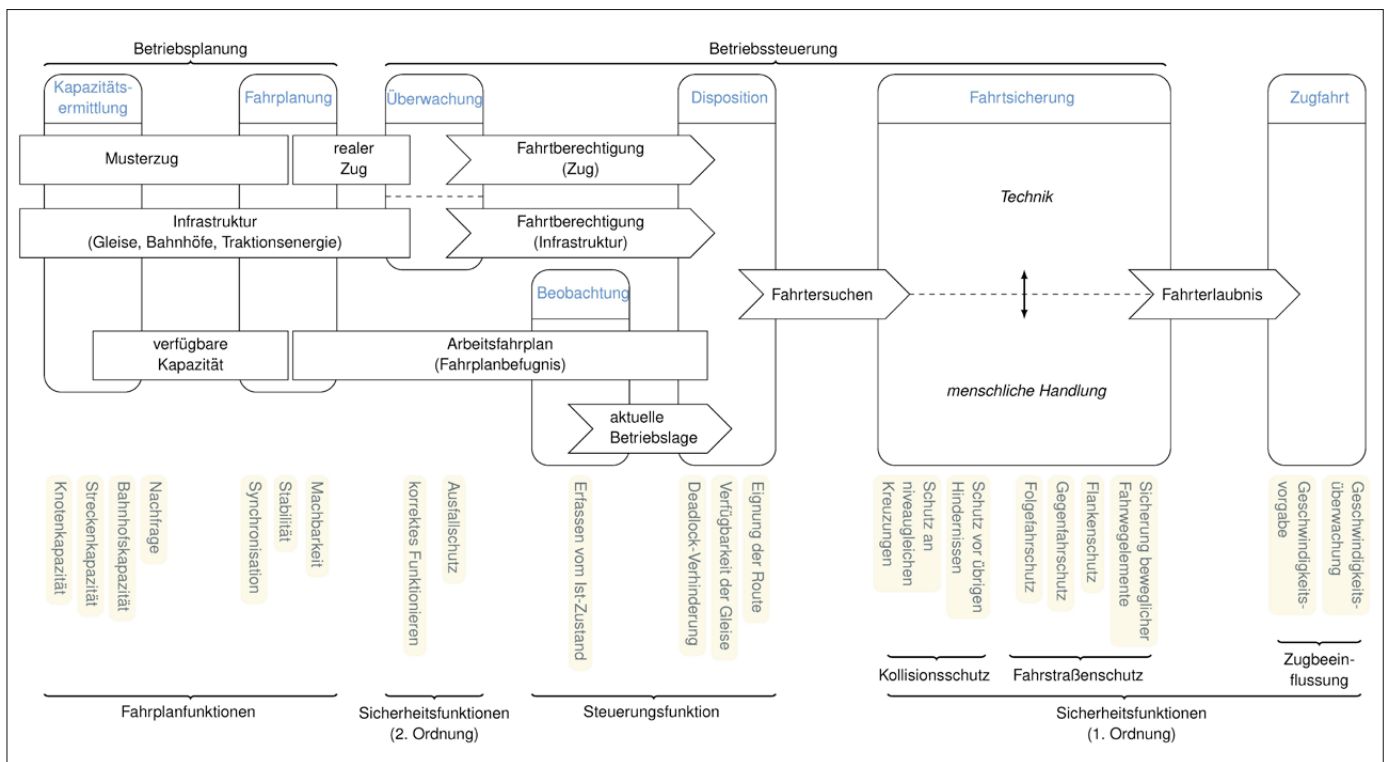 Betriebsplanung
Betriebssteuerung
Kapazitäts-
ermittlung
Fahrplanung
Überwachung
Disposition
Fahrtsicherung
Zugfahrt
Musterzug
realer
Zug
Fahrtberechtigung
(Zug)
Technik
Infrastruktur
(Gleise, Bahnhöfe, Traktionsenergie)
Fahrtberechtigung
(Infrastruktur)
Beobachtung
Fahrtersuchen
Fahrterlaubnis
verfügbare
Kapazität
Arbeitsfahrplan
(Fahrplanbefugnis)
menschliche Handlung
aktuelle
Betriebslage
Knotenkapazität
Streckenkapazität
Bahnhofskapazität
Nachfrage
Synchronisation
Stabilität
Machbarkeit
korrektes Funktionieren
Ausfallschutz
Erfassen vom Ist-Zustand
Deadlock-Verhinderung
Verfügbarkeit der Gleise
Eignung der Route
Schutz an
niveaugleichen
Kreuzungen
Schutz vor übrigen
Hindernissen
Folgefahrschutz
Gegenfahrschutz
Flankenschutz
Sicherung beweglicher
Fahrwegelemente
Geschwindigkeits-
vorgabe
Geschwindigkeits-
überwachung
Kollisionsschutz
Fahrstraßenschutz
Zugbeein-
flussung
Fahrplanfunktionen
Sicherheitsfunktionen
(2. Ordnung)
Steuerungsfunktion
Sicherheitsfunktionen
(1. Ordnung)